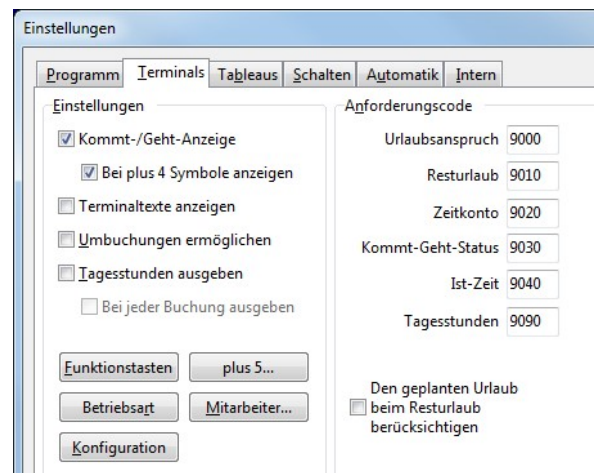 Einstellungen
Programm Terminals Tableaus Schalten Automatik Intern
Einstellungen
Kommt-/Geht-Anzeige
Bei plus 4 Symbole anzeigen
Terminaltexte anzeigen
Umbuchungen ermöglichen
Tagesstunden ausgeben
Bei jeder Buchung ausgeben
Funktionstasten plus 5...
Betriebsart Mitarbeiter...
Konfiguration
Anforderungscode
Urlaubsanspruch 9000
Resturlaub 9010
Zeitkonto 9020
Kommt-Geht-Status 9030
Ist-Zeit 9040
Tagesstunden 9090
Den geplanten Urlaub
beim Resturlaub
berücksichtigen